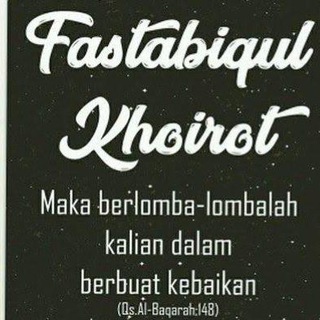 Fastabiqul
Khoirot
Maka berlomba-lombalah
kalian dalam
berbuat kebaikan
(Qs.Al-Baqarah:148)